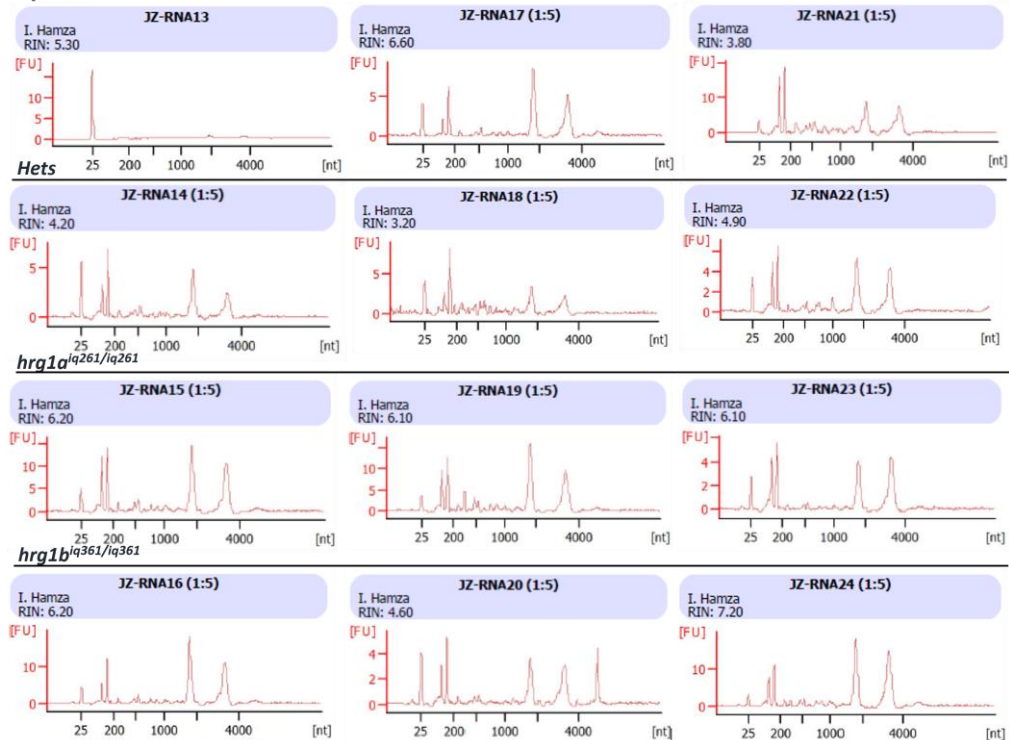 JZ-RNA13
I. Hamza
RIN: 5.30
[FU]
10
5
0
25 200 1000 4000 [nt]
JZ-RNA17 (1:5)
I. Hamza
RIN: 6.60
[FU]
5
0
25 200 1000 4000 [nt]
JZ-RNA21 (1:5)
I. Hamza
RIN: 3.80
[FU]
10
0
25 200 1000 4000 [nt]
Hets
JZ-RNA14 (1:5)
I. Hamza
RIN: 4.20
[FU]
5
0
25 200 1000 4000 [nt]
JZ-RNA18 (1:5)
I. Hamza
RIN: 3.20
[FU]
5
0
25 200 1000 4000 [nt]
JZ-RNA22 (1:5)
I. Hamza
RIN: 4.90
[FU]
4
2
0
25 200 1000 4000 [nt]
hrg1a^iq261/iq261
JZ-RNA15 (1:5)
I. Hamza
RIN: 6.20
[FU]
10
5
0
25 200 1000 4000 [nt]
JZ-RNA19 (1:5)
I. Hamza
RIN: 6.10
[FU]
10
5
0
25 200 1000 4000 [nt]
JZ-RNA23 (1:5)
I. Hamza
RIN: 6.10
[FU]
4
2
0
25 200 1000 4000 [nt]
hrg1b^iq361/iq361
JZ-RNA16 (1:5)
I. Hamza
RIN: 6.20
[FU]
10
0
25 200 1000 4000 [nt]
JZ-RNA20 (1:5)
I. Hamza
RIN: 4.60
[FU]
4
2
0
25 200 1000 4000 [nt]
JZ-RNA24 (1:5)
I. Hamza
RIN: 7.20
[FU]
10
0
25 200 1000 4000 [nt]